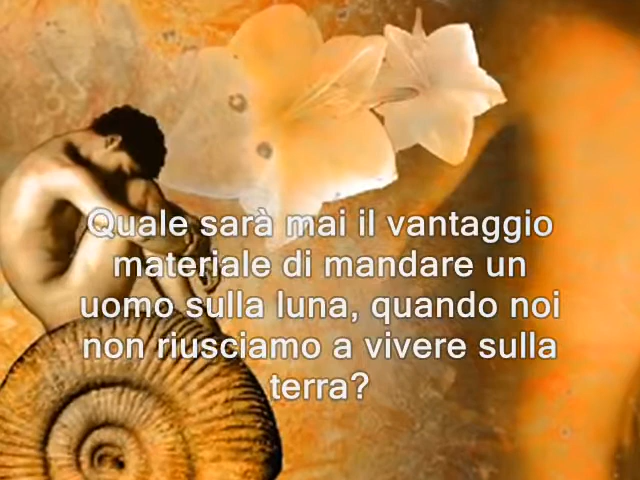 Quale sarà mai il vantaggio
materiale di mandare un
uomo sulla luna, quando noi
non riusciamo a vivere sulla
terra?